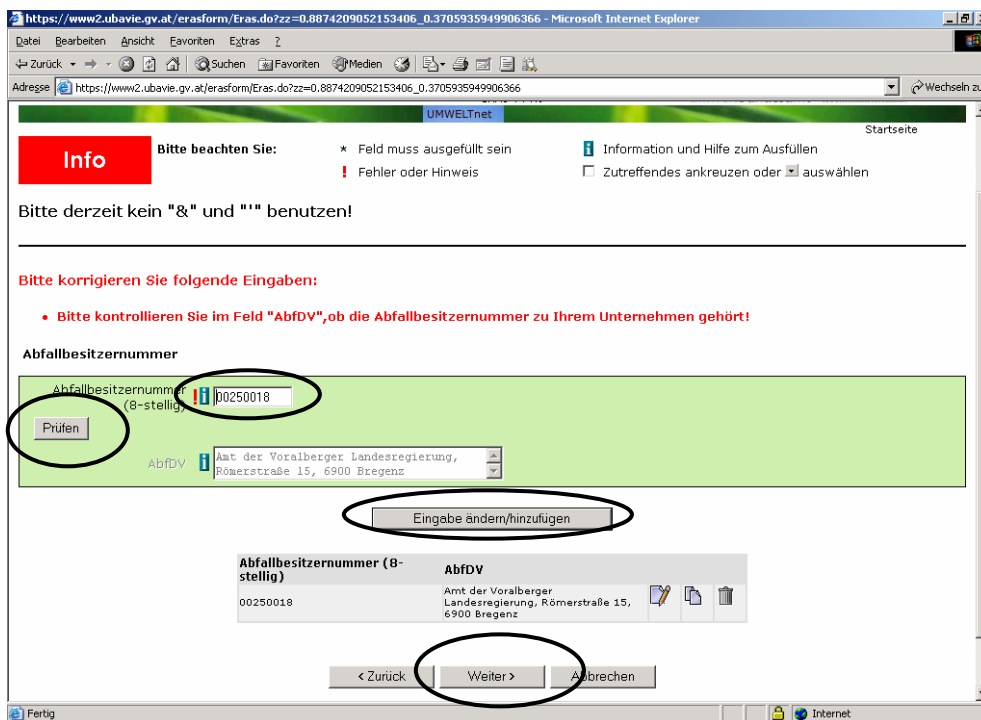 https://www2.ubavie.gv.at/erasform/Eras.do?zz=0.8874209052153406_0.3705935949906366 - Microsoft Internet Explorer
Datei Bearbeiten Ansicht Favoriten Extras ?
Zurück Suchen Favoriten Medien
Adresse https://www2.ubavie.gv.at/erasform/Eras.do?zz=0.8874209052153406_0.3705935949906366 Wechseln zu
UMWELTnet
Startseite
Info Bitte beachten Sie: * Feld muss ausgefüllt sein i Information und Hilfe zum Ausfüllen
! Fehler oder Hinweis Zutreffendes ankreuzen oder auswählen
Bitte derzeit kein "&" und "'" benutzen!
Bitte korrigieren Sie folgende Eingaben:
• Bitte kontrollieren Sie im Feld "AbfDV",ob die Abfallbesitzernummer zu Ihrem Unternehmen gehört!
Abfallbesitzernummer
Abfallbesitzernummer ! i 00250018
(8-stellig)
Prüfen
AbfDV i Amt der Voralberger Landesregierung,
Römerstraße 15, 6900 Bregenz
Eingabe ändern/hinzufügen
Abfallbesitzernummer (8- AbfDV
stellig)
00250018 Amt der Voralberger
Landesregierung, Römerstraße 15,
6900 Bregenz
< Zurück Weiter > Abbrechen
Fertig Internet